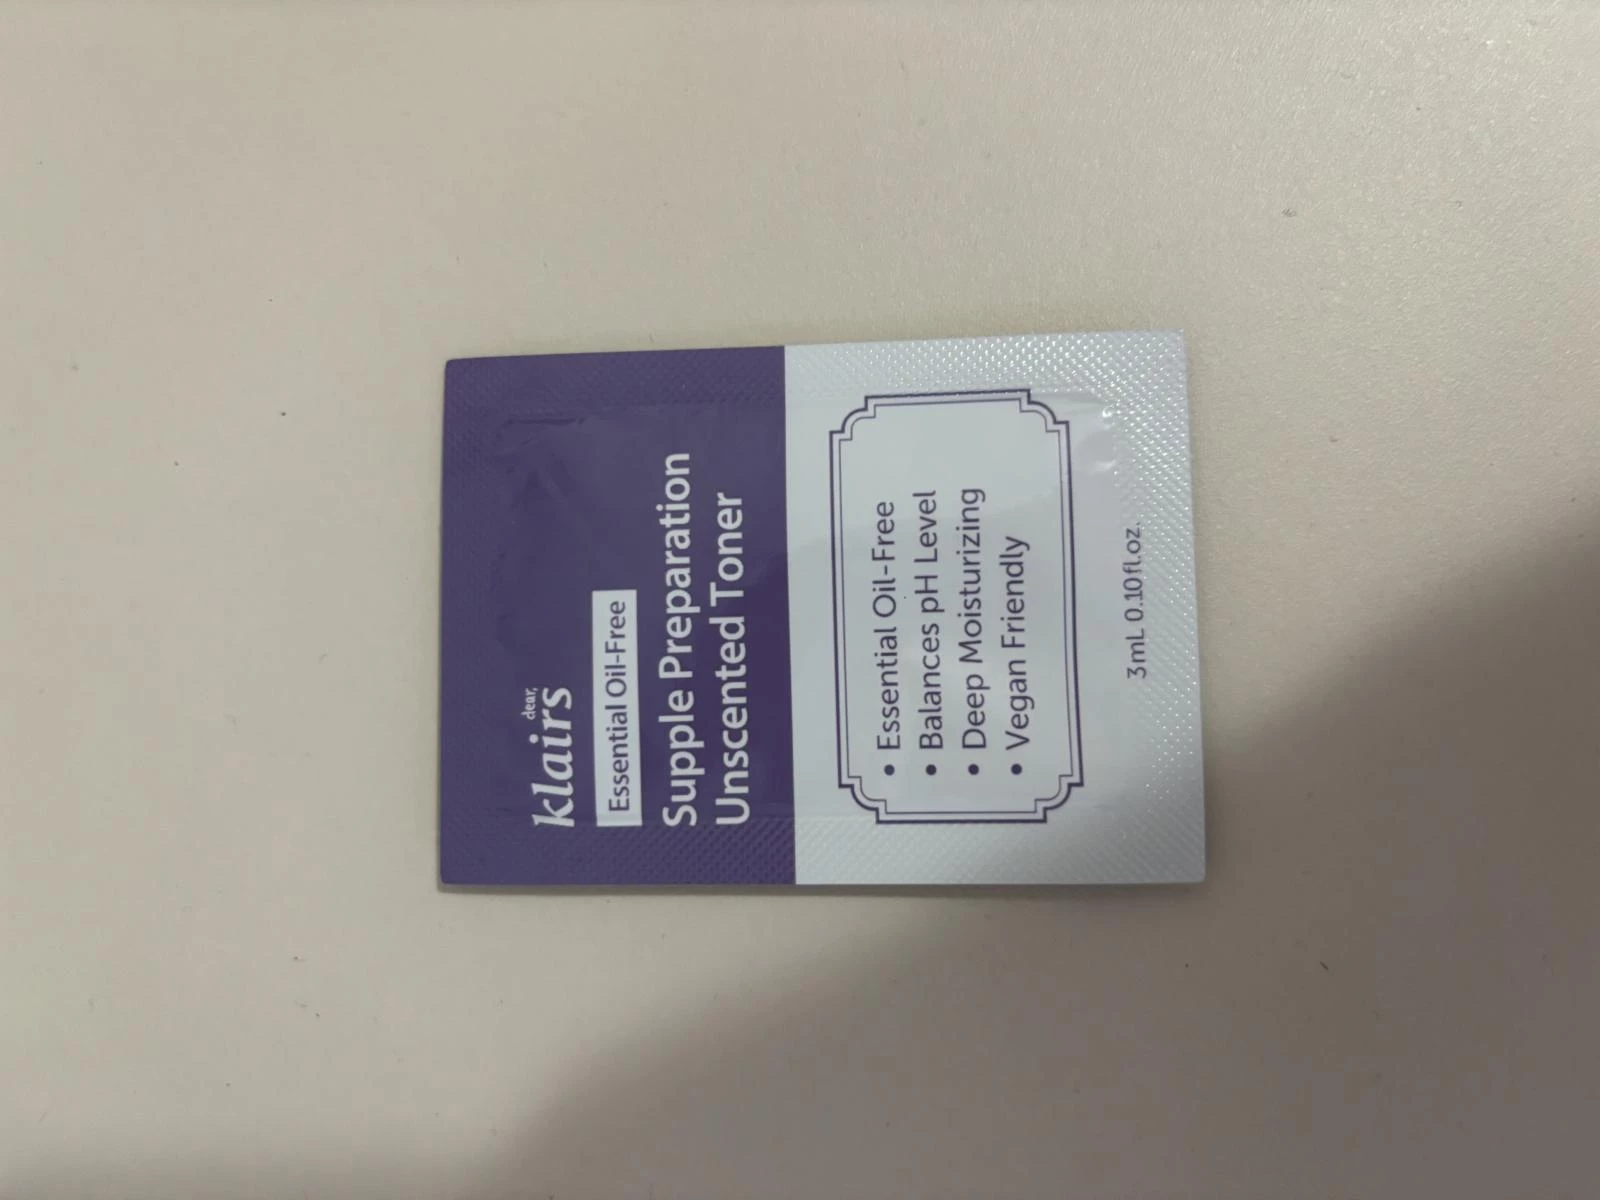 dear,
klairs
Essential Oil-Free
Supple Preparation
Unscented Toner
• Essential Oil-Free
• Balances pH Level
• Deep Moisturizing
• Vegan Friendly
3mL 0.10fl.oz.